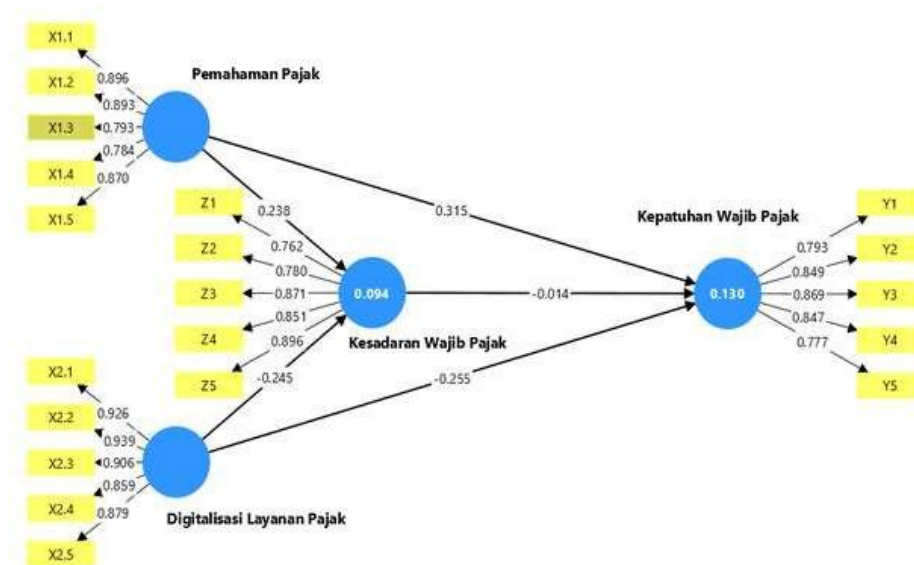 X1.1
X1.2
X1.3
X1.4
X1.5
0.896
0.893
0.793
0.784
0.870
Pemahaman Pajak
0.238
0.315
Z1
Z2
Z3
Z4
Z5
0.762
0.780
0.871
0.851
0.896
0.094
Kesadaran Wajib Pajak
-0.014
-0.245
-0.255
Kepatuhan Wajib Pajak
0.130
0.793
0.849
0.869
0.847
0.777
Y1
Y2
Y3
Y4
Y5
X2.1
X2.2
X2.3
X2.4
X2.5
0.926
0.939
0.906
0.859
0.879
Digitalisasi Layanan Pajak